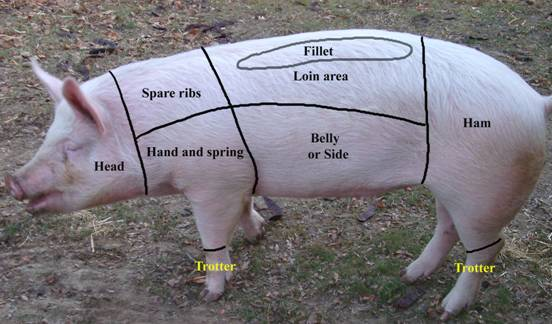 Fillet
Loin area
Spare ribs
Hand and spring
Head
Belly
or Side
Ham
Trotter
Trotter